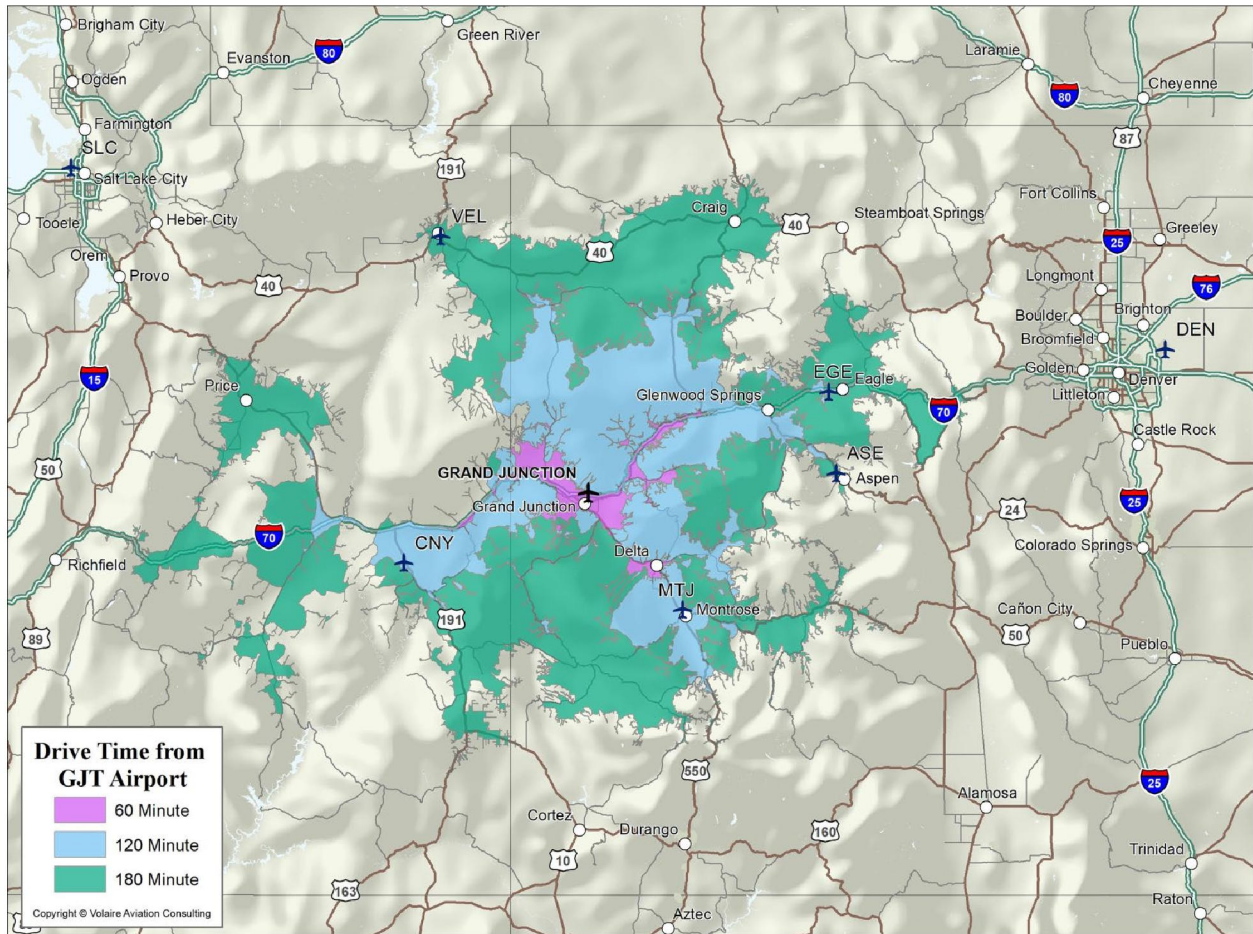 Brigham City
Green River
80
Evanston
Laramie
Ogden
80
Cheyenne
Farmington
SLC
191
87
Salt Lake City
Fort Collins
Tooele
Heber City
VEL
Craig
40
Steamboat Springs
25
Greeley
Orem
40
Provo
40
Longmont
76
Boulder
Brighton
DEN
Broomfield
15
Price
EGE
Eagle
Golden
Denver
Glenwood Springs
70
Littleton
Castle Rock
50
GRAND JUNCTION
ASE
Aspen
Grand Junction
24
25
70
CNY
Delta
Colorado Springs
Richfield
MTJ
Montrose
191
Cañon City
89
50
Pueblo
Drive Time from
GJT Airport
60 Minute
120 Minute
180 Minute
Copyright © Volaire Aviation Consulting
550
25
Alamosa
Cortez
Durango
160
10
Trinidad
163
Raton
Aztec